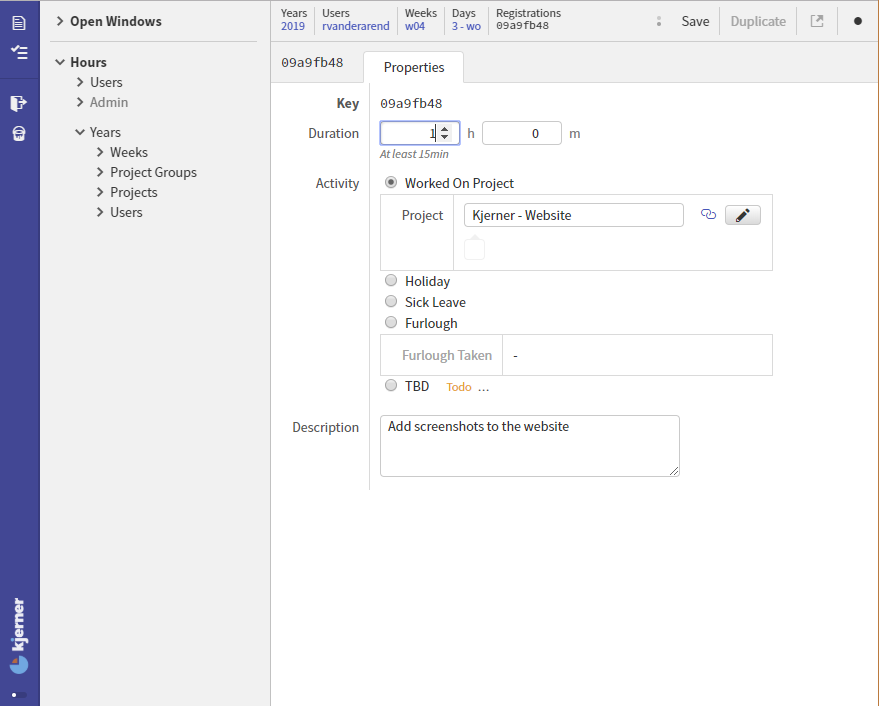 Open Windows
Hours
Users
Admin
Years
Weeks
Project Groups
Projects
Users
kjerner
Years Users Weeks Days Registrations
2019 rvanderarend w04 3 - wo 09a9fb48
Save Duplicate
09a9fb48 Properties
Key 09a9fb48
Duration 1 h 0 m
At least 15min
Activity Worked On Project
Project Kjerner - Website
Holiday
Sick Leave
Furlough
Furlough Taken -
TBD Todo ...
Description Add screenshots to the website